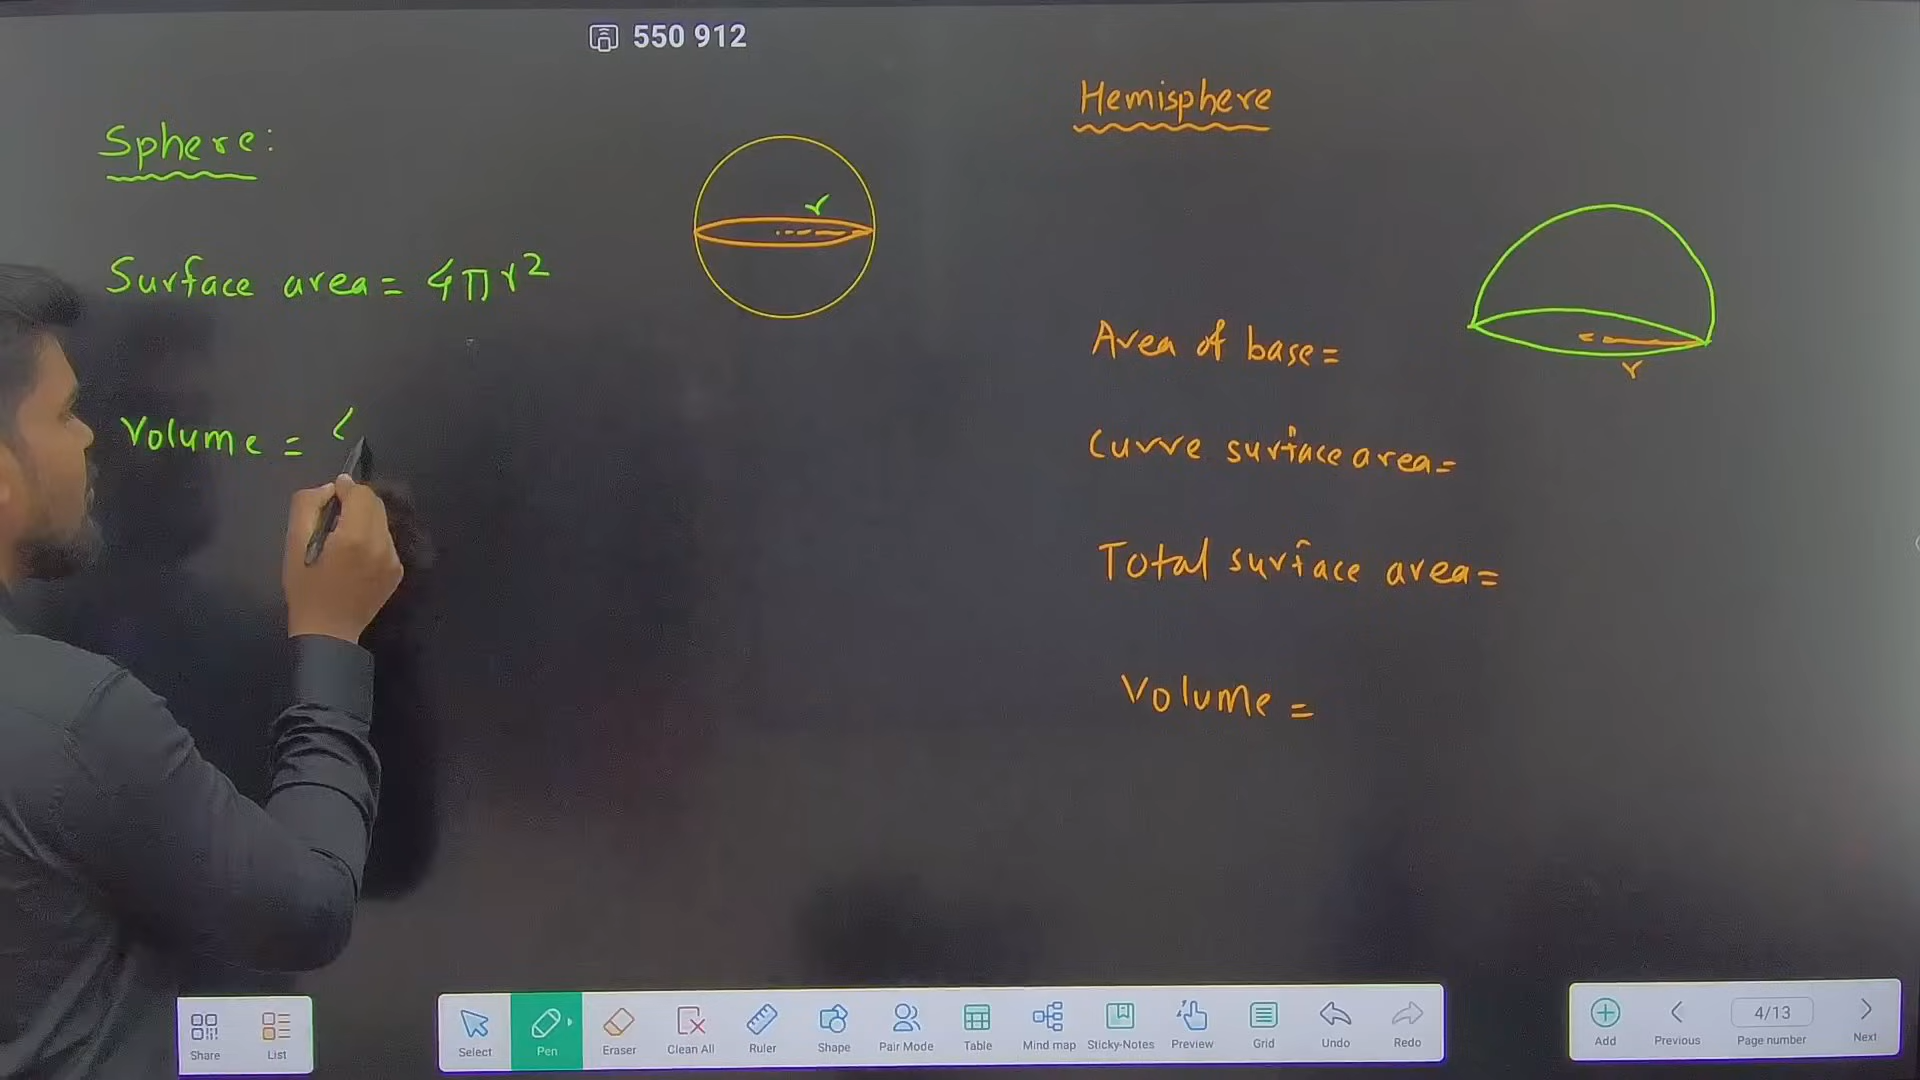 550 912
Sphere:
Surface area = 4πr²
Volume =
r
Hemisphere
Area of base =
Curve surface area =
Total surface area =
Volume =
r
Share
List
Select
Pen
Eraser
Clean All
Ruler
Shape
Pair Mode
Table
Mind map
Sticky-Notes
Preview
Grid
Undo
Redo
Add
Previous
4/13
Page number
Next